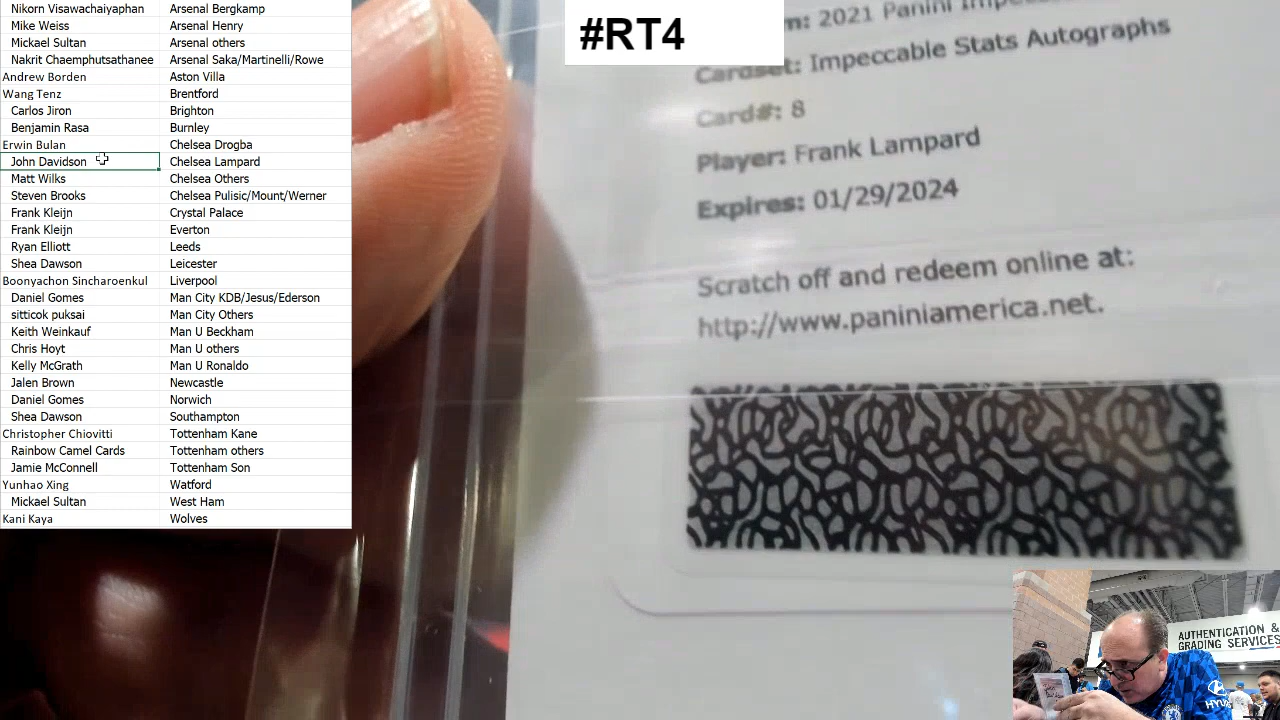 Nikorn Visawachaiyaphan Arsenal Bergkamp
Mike Weiss Arsenal Henry
Mickael Sultan Arsenal others
Nakrit Chaemphutsathanee Arsenal Saka/Martinelli/Rowe
Andrew Borden Aston Villa
Wang Tenz Brentford
Carlos Jiron Brighton
Benjamin Rasa Burnley
Erwin Bulan Chelsea Drogba
John Davidson Chelsea Lampard
Matt Wilks Chelsea Others
Steven Brooks Chelsea Pulisic/Mount/Werner
Frank Kleijn Crystal Palace
Frank Kleijn Everton
Ryan Elliott Leeds
Shea Dawson Leicester
Boonyachon Sincharoenkul Liverpool
Daniel Gomes Man City KDB/Jesus/Ederson
sitticok puksai Man City Others
Keith Weinkauf Man U Beckham
Chris Hoyt Man U others
Kelly McGrath Man U Ronaldo
Jalen Brown Newcastle
Daniel Gomes Norwich
Shea Dawson Southampton
Christopher Chiovitti Tottenham Kane
Rainbow Camel Cards Tottenham others
Jamie McConnell Tottenham Son
Yunhao Xing Watford
Mickael Sultan West Ham
Kani Kaya Wolves
#RT4
2021 Panini
Cardset: Impeccable Stats Autographs
Card#: 8
Player: Frank Lampard
Expires: 01/29/2024
Scratch off and redeem online at:
http://www.paniniamerica.net.
AUTHENTICATION &
GRADING SERVICES